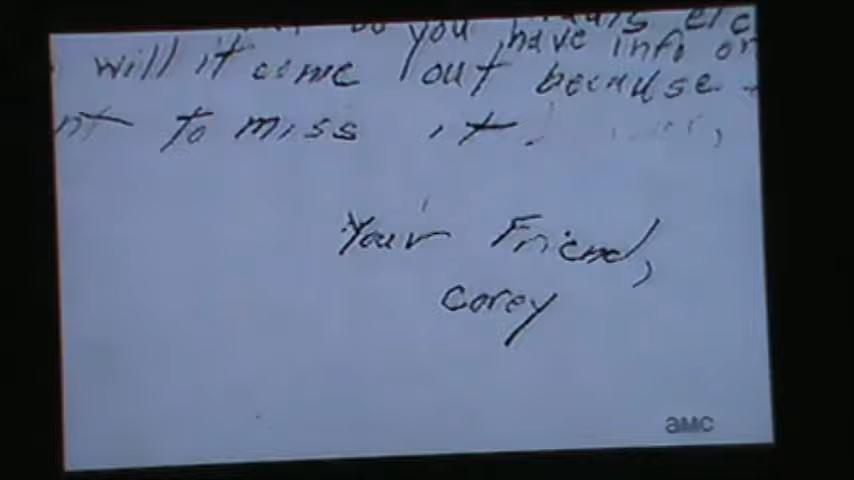 you
have info on
will it come out because
to miss it.
Your Friend,
Corey
amc